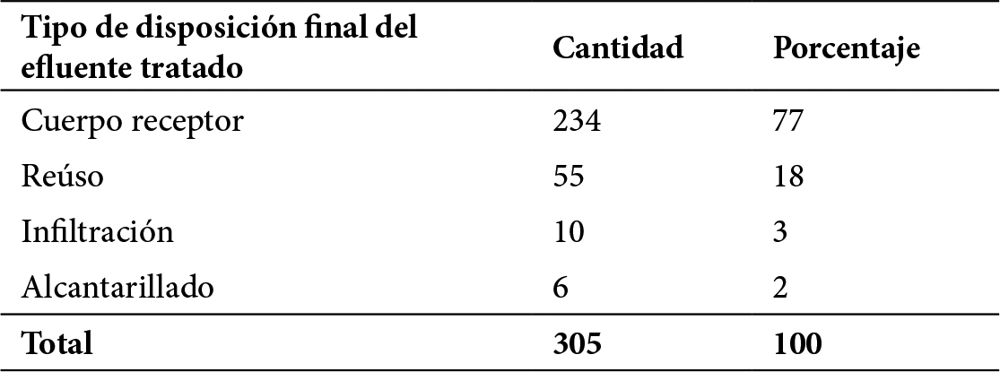 Tipo de disposición final del
efluente tratado Cantidad Porcentaje
Cuerpo receptor 234 77
Reúso 55 18
Infiltración 10 3
Alcantarillado 6 2
Total 305 100